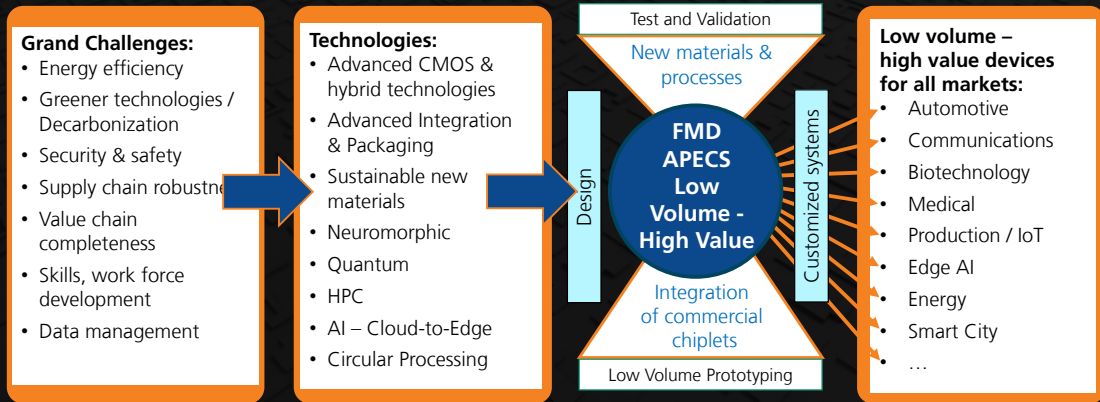 Grand Challenges:
• Energy efficiency
• Greener technologies /
Decarbonization
• Security & safety
• Supply chain robustne
• Value chain
completeness
• Skills, work force
development
• Data management
Technologies:
• Advanced CMOS &
hybrid technologies
• Advanced Integration
& Packaging
• Sustainable new
materials
• Neuromorphic
• Quantum
• HPC
• AI – Cloud-to-Edge
• Circular Processing
Design
Test and Validation
New materials &
processes
FMD
APECS
Low
Volume -
High Value
Integration
of commercial
chiplets
Low Volume Prototyping
Customized systems
Low volume –
high value devices
for all markets:
• Automotive
• Communications
• Biotechnology
• Medical
• Production / IoT
• Edge AI
• Energy
• Smart City
• …